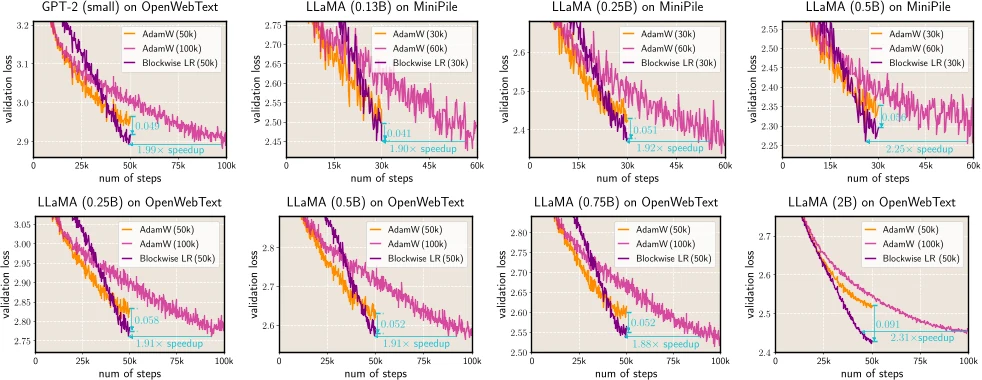 GPT-2 (small) on OpenWebText
validation loss
3.2
3.1
3.0
2.9
AdamW (50k)
AdamW (100k)
Blockwise LR (50k)
0.049
1.99× speedup
0
25k
50k
75k
100k
num of steps
LLaMA (0.13B) on MiniPile
validation loss
2.75
2.70
2.65
2.60
2.55
2.50
2.45
AdamW (30k)
AdamW (60k)
Blockwise LR (30k)
0.041
1.90× speedup
0
15k
30k
45k
60k
num of steps
LLaMA (0.25B) on MiniPile
validation loss
2.6
2.5
2.4
AdamW (30k)
AdamW (60k)
Blockwise LR (30k)
0.051
1.92× speedup
0
15k
30k
45k
60k
num of steps
LLaMA (0.5B) on MiniPile
validation loss
2.55
2.50
2.45
2.40
2.35
2.30
2.25
AdamW (30k)
AdamW (60k)
Blockwise LR (30k)
2.25× speedup
0
15k
30k
45k
60k
num of steps
LLaMA (0.25B) on OpenWebText
validation loss
3.05
3.00
2.95
2.90
2.85
2.80
2.75
AdamW (50k)
AdamW (100k)
Blockwise LR (50k)
0.058
1.91× speedup
0
25k
50k
75k
100k
num of steps
LLaMA (0.5B) on OpenWebText
validation loss
2.8
2.7
2.6
AdamW (50k)
AdamW (100k)
Blockwise LR (50k)
0.052
1.91× speedup
0
25k
50k
75k
100k
num of steps
LLaMA (0.75B) on OpenWebText
validation loss
2.80
2.75
2.70
2.65
2.60
2.55
2.50
AdamW (50k)
AdamW (100k)
Blockwise LR (50k)
0.052
1.88× speedup
0
25k
50k
75k
100k
num of steps
LLaMA (2B) on OpenWebText
validation loss
2.7
2.6
2.5
2.4
AdamW (50k)
AdamW (100k)
Blockwise LR (50k)
0.091
2.31×speedup
0
25k
50k
75k
100k
num of steps